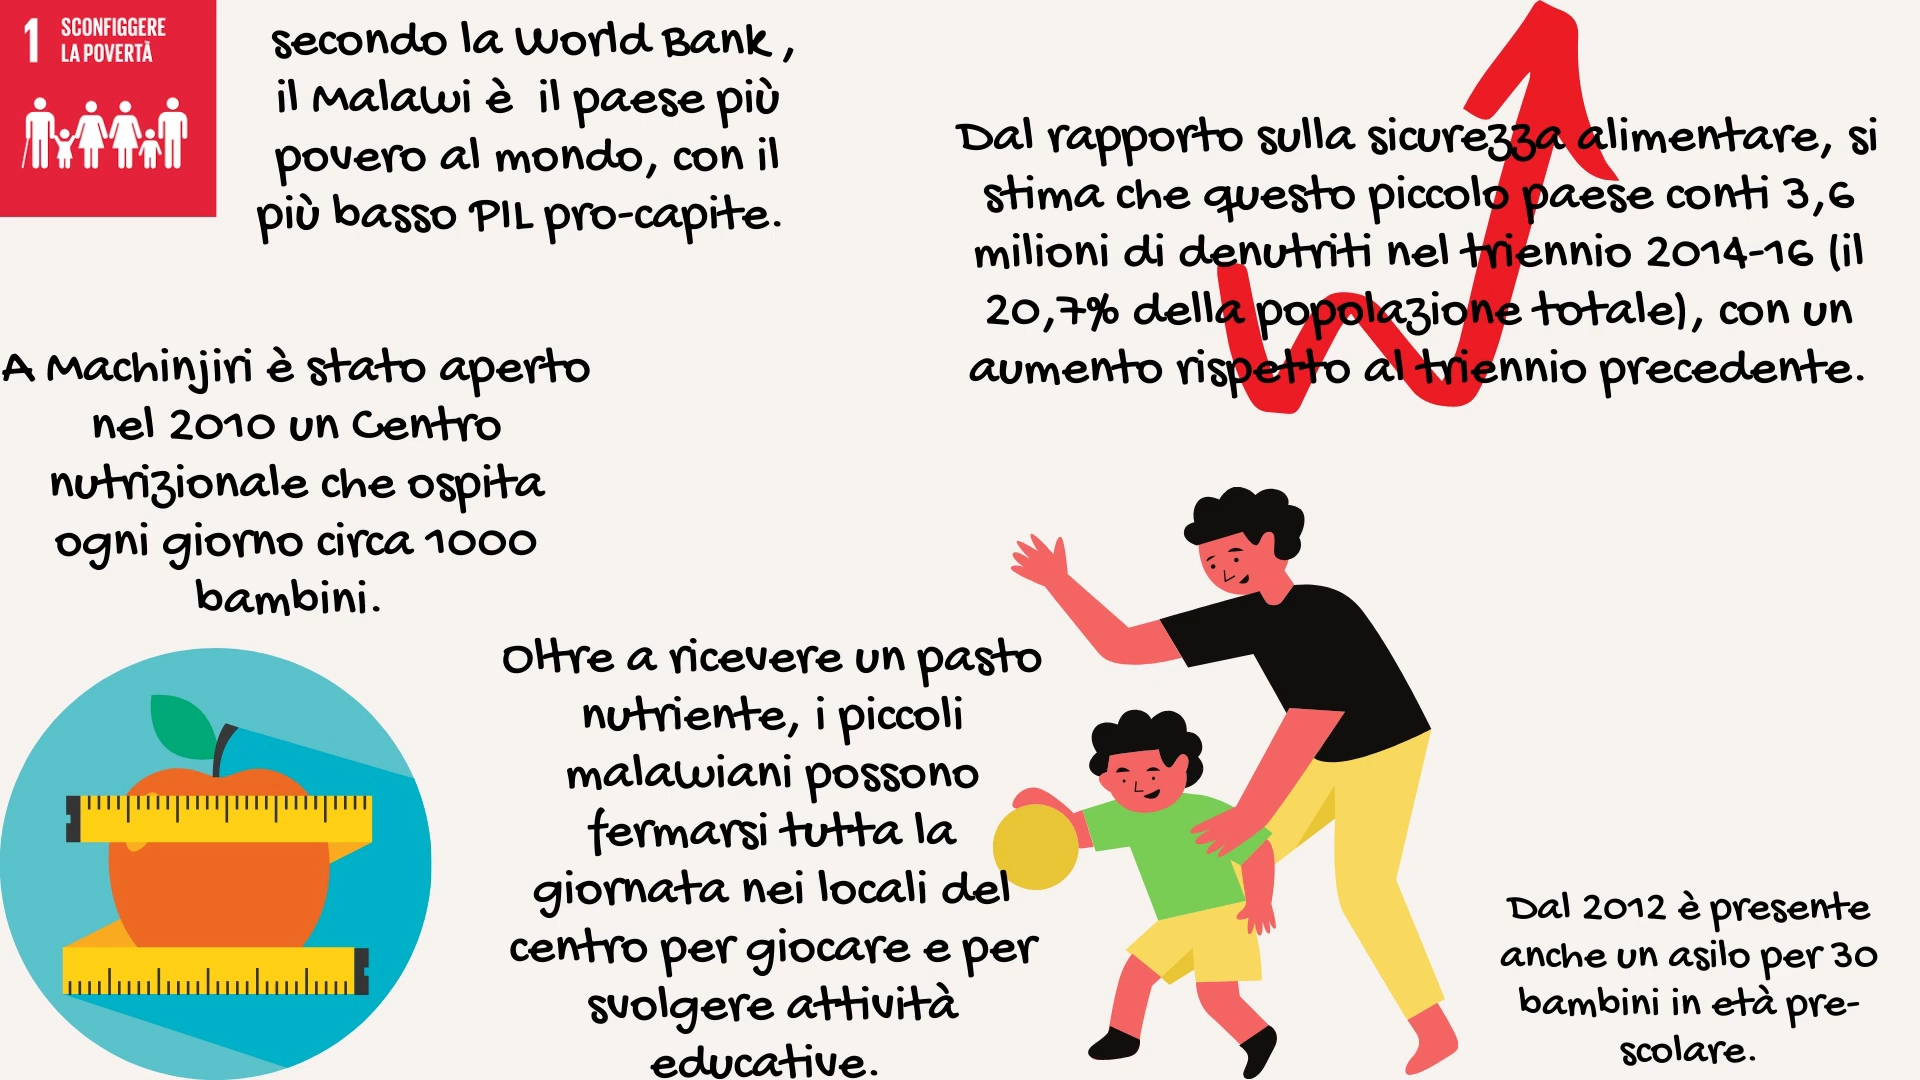 1 SCONFIGGERE
LA POVERTÀ
secondo la World Bank ,
il Malawi è il paese più
povero al mondo, con il
più basso PIL pro-capite.
Dal rapporto sulla sicurezza alimentare, si
stima che questo piccolo paese conti 3,6
milioni di denutriti nel triennio 2014-16 (il
20,7% della popolazione totale), con un
aumento rispetto al triennio precedente.
A Machinjiri è stato aperto
nel 2010 un Centro
nutrizionale che ospita
ogni giorno circa 1000
bambini.
Oltre a ricevere un pasto
nutriente, i piccoli
malawiani possono
fermarsi tutta la
giornata nei locali del
centro per giocare e per
svolgere attività
educative.
Dal 2012 è presente
anche un asilo per 30
bambini in età pre-
scolare.